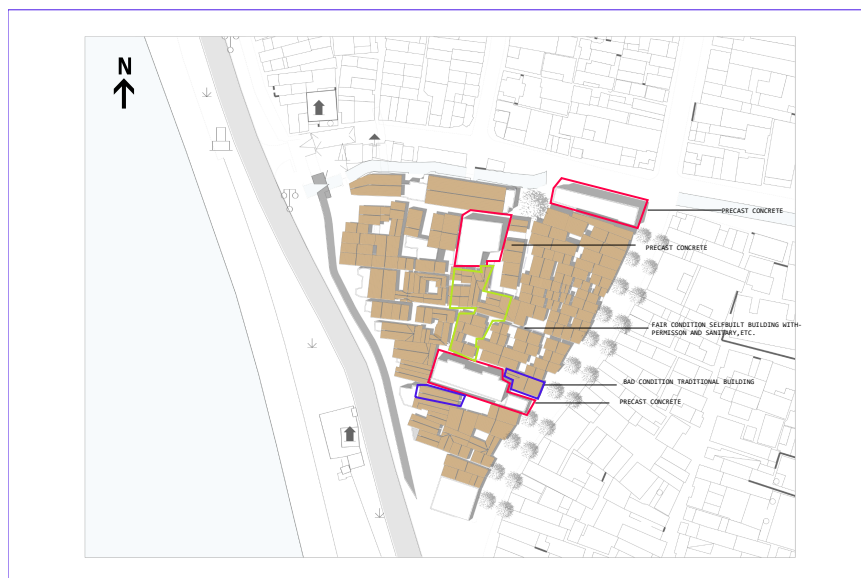 N
PRECAST CONCRETE
PRECAST CONCRETE
FAIR CONDITION SELFBUILT BUILDING WITH-
PERMISSON AND SANITARY,ETC.
BAD CONDITION TRADITIONAL BUILDING
PRECAST CONCRETE